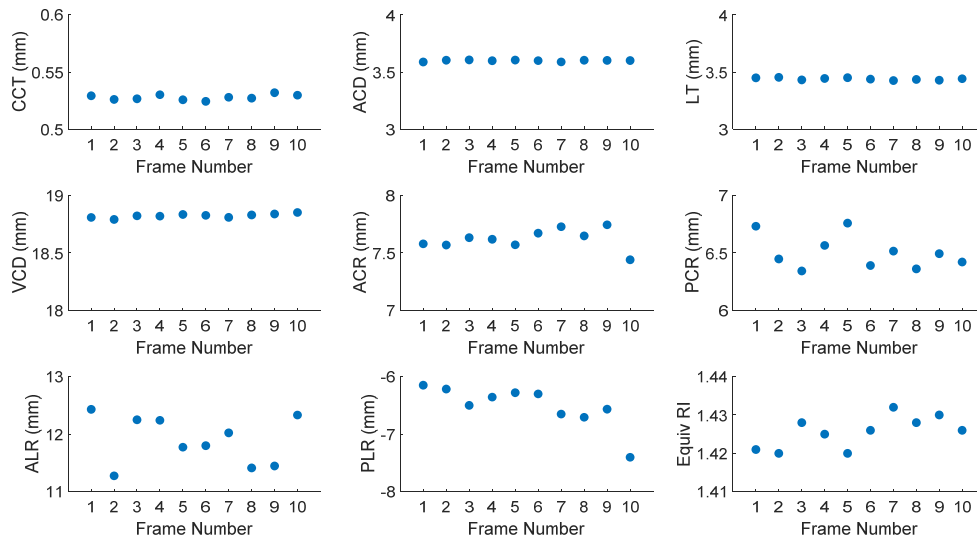 0.6
0.55
0.5
CCT (mm)
1 2 3 4 5 6 7 8 9 10
Frame Number
4
3.5
3
ACD (mm)
1 2 3 4 5 6 7 8 9 10
Frame Number
4
3.5
3
LT (mm)
1 2 3 4 5 6 7 8 9 10
Frame Number
19
18.5
18
VCD (mm)
1 2 3 4 5 6 7 8 9 10
Frame Number
8
7.5
7
ACR (mm)
1 2 3 4 5 6 7 8 9 10
Frame Number
7
6.5
6
PCR (mm)
1 2 3 4 5 6 7 8 9 10
Frame Number
13
12
11
ALR (mm)
1 2 3 4 5 6 7 8 9 10
Frame Number
-6
-7
-8
PLR (mm)
1 2 3 4 5 6 7 8 9 10
Frame Number
1.44
1.43
1.42
1.41
Equiv RI
1 2 3 4 5 6 7 8 9 10
Frame Number